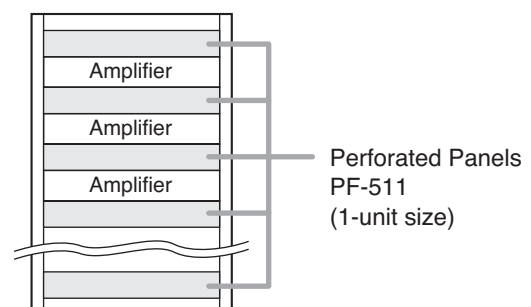 Amplifier
Amplifier
Amplifier
Perforated Panels
PF-511
(1-unit size)